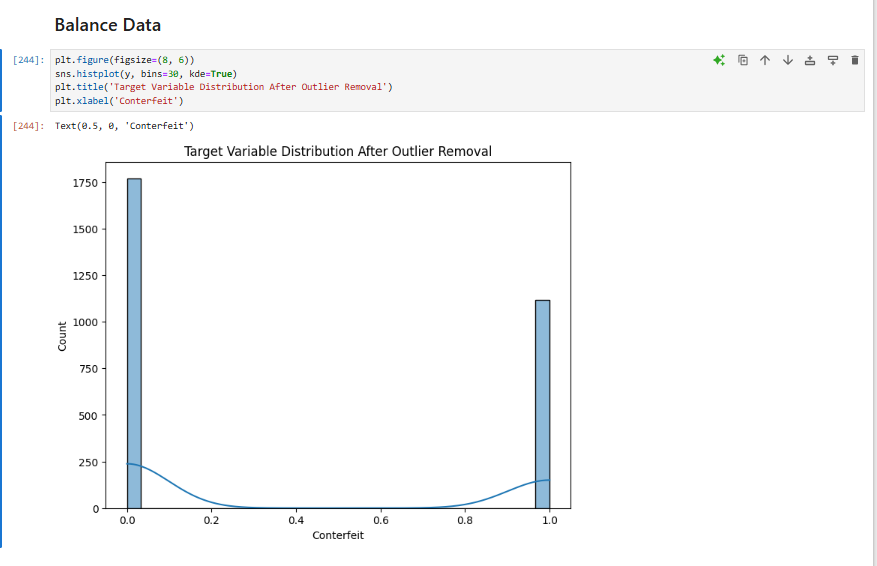 Balance Data
[244]: plt.figure(figsize=(8, 6))
sns.histplot(y, bins=30, kde=True)
plt.title('Target Variable Distribution After Outlier Removal')
plt.xlabel('Conterfeit')
[244]: Text(0.5, 0, 'Conterfeit')
Target Variable Distribution After Outlier Removal
1750
1500
1250
1000
750
500
250
0
Count
0.0 0.2 0.4 0.6 0.8 1.0
Conterfeit